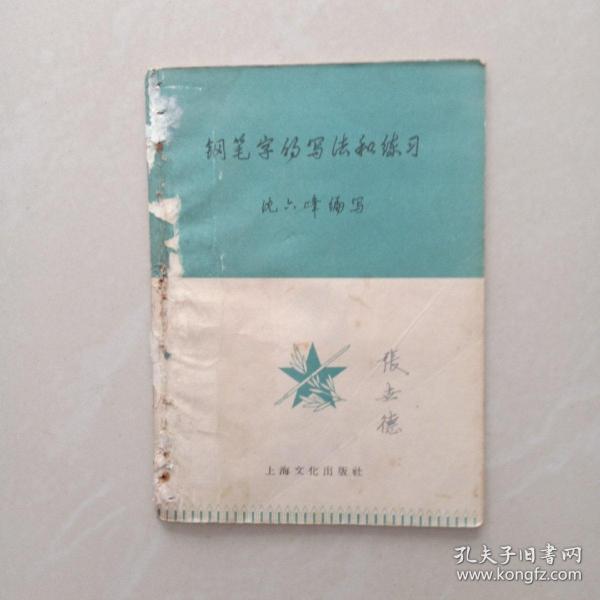 钢笔字的写法和练习
沈六峰编写
張志德
上海文化出版社
孔夫子旧书网
www.kongfz.com